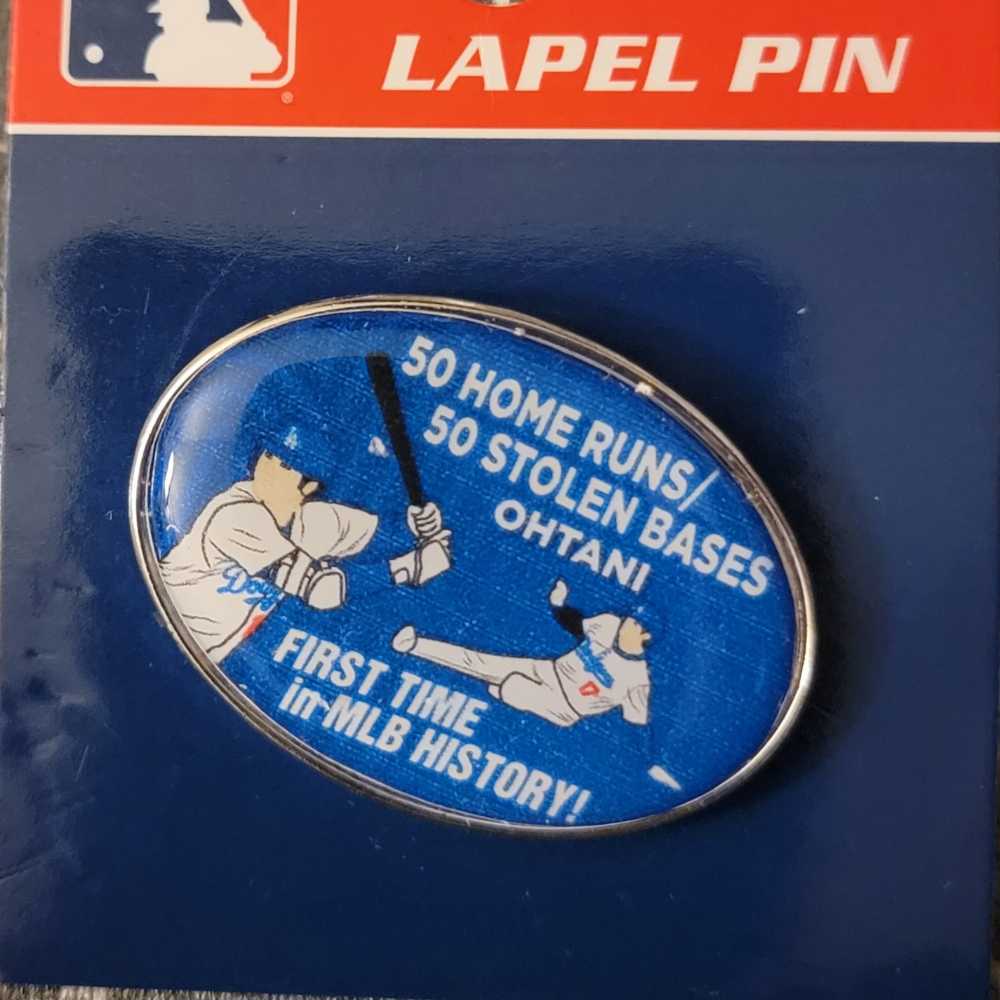 LAPEL PIN
50 HOME RUNS/
50 STOLEN BASES
OHTANI
FIRST TIME
in MLB HISTORY!